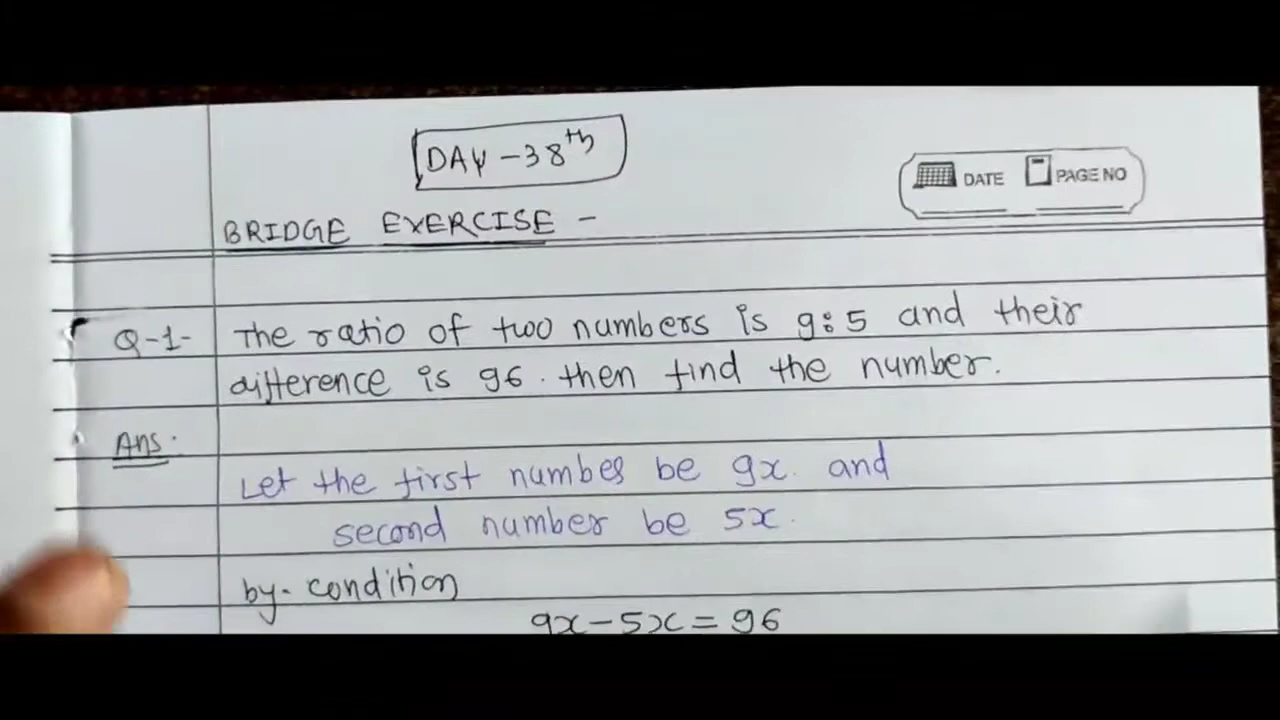 DAY - 38th
DATE PAGE NO
BRIDGE EXERCISE -
Q-1- The ratio of two numbers is 9:5 and their
difference is 96. then find the number.
Ans.
Let the first number be 9x. and
second number be 5x.
by- condition
9x-5x=96